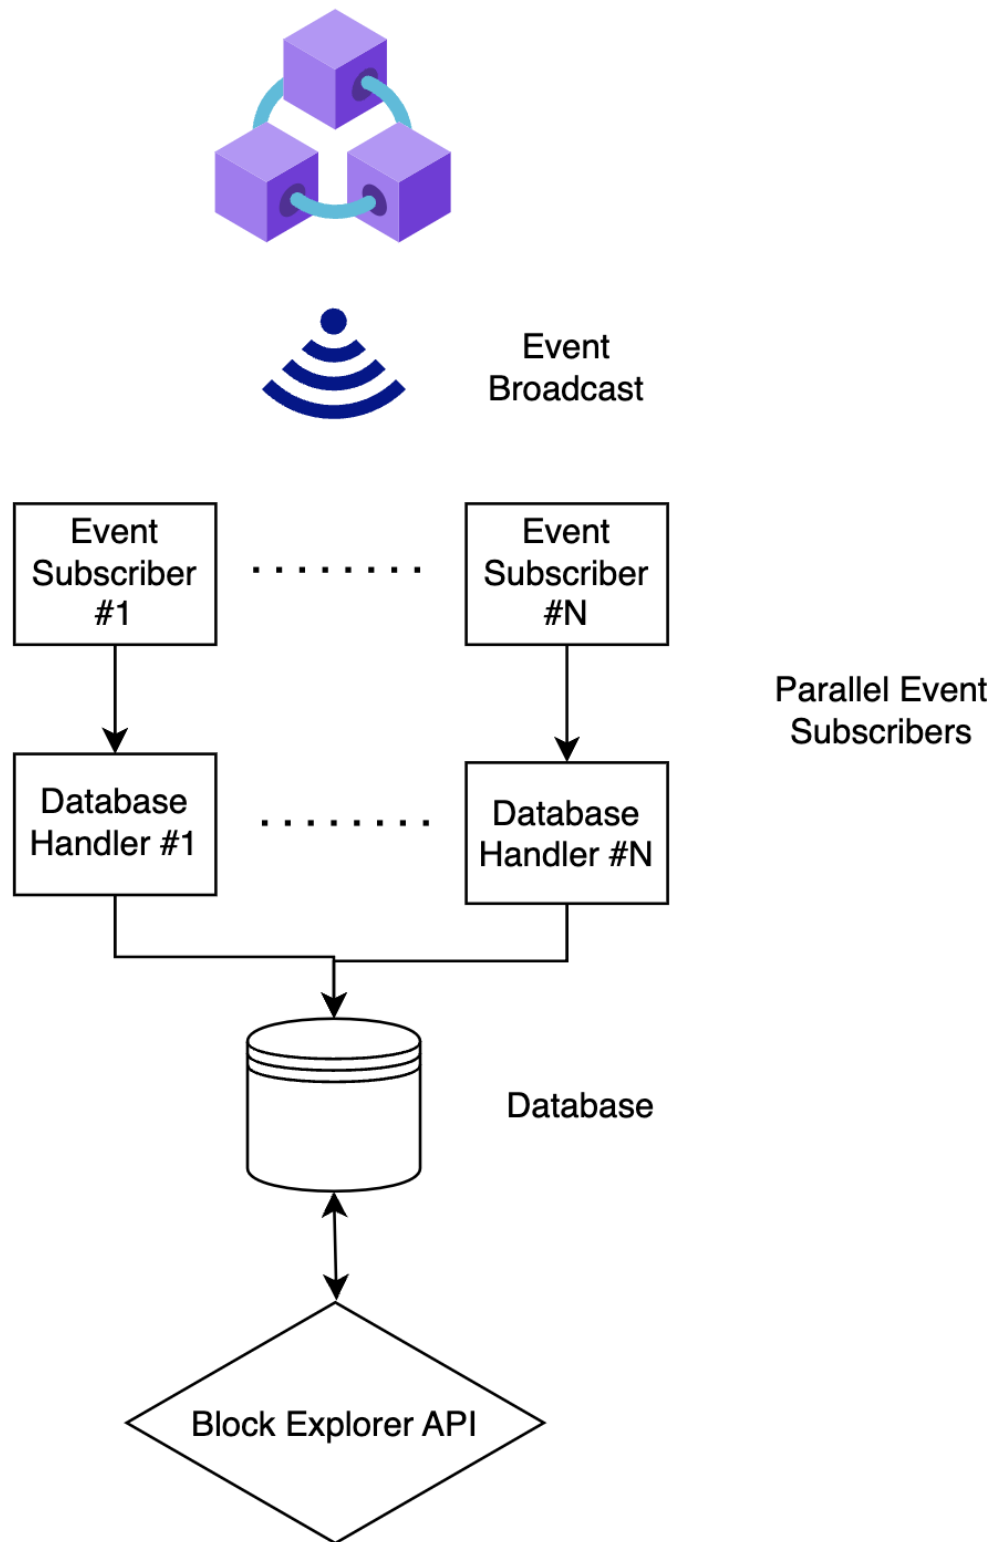 Event
Broadcast
Event
Subscriber
#1
Event
Subscriber
#N
Parallel Event
Subscribers
Database
Handler #1
Database
Handler #N
Database
Block Explorer API